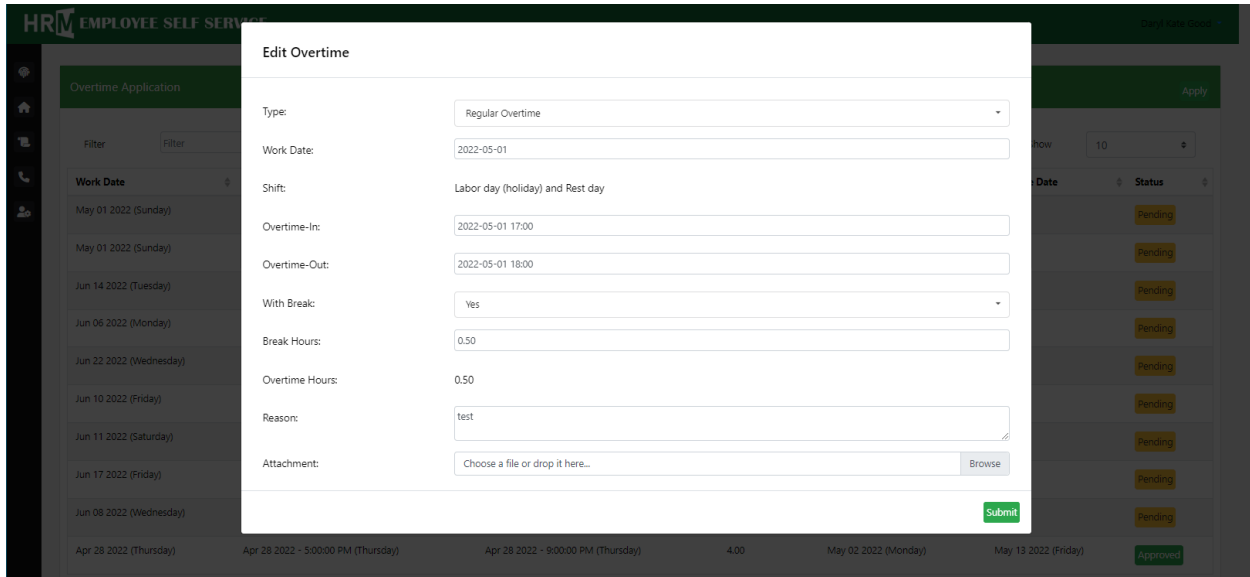 HRM EMPLOYEE SELF SERVICE
Daryl Kate Good
Edit Overtime
Overtime Application
Apply
Type: Regular Overtime
Filter Filter
Show 10
Work Date: 2022-05-01
Work Date Date Status
Shift: Labor day (holiday) and Rest day
May 01 2022 (Sunday) Pending
Overtime-In: 2022-05-01 17:00
May 01 2022 (Sunday) Pending
Overtime-Out: 2022-05-01 18:00
Jun 14 2022 (Tuesday) Pending
With Break: Yes
Jun 06 2022 (Monday) Pending
Break Hours: 0.50
Jun 22 2022 (Wednesday) Pending
Overtime Hours: 0.50
Jun 10 2022 (Friday) Pending
Reason: test
Jun 11 2022 (Saturday) Pending
Attachment: Choose a file or drop it here... Browse
Jun 17 2022 (Friday) Pending
Jun 08 2022 (Wednesday) Pending
Submit
Apr 28 2022 (Thursday) Apr 28 2022 - 5:00:00 PM (Thursday) Apr 28 2022 - 9:00:00 PM (Thursday) 4.00 May 02 2022 (Monday) May 13 2022 (Friday) Approved